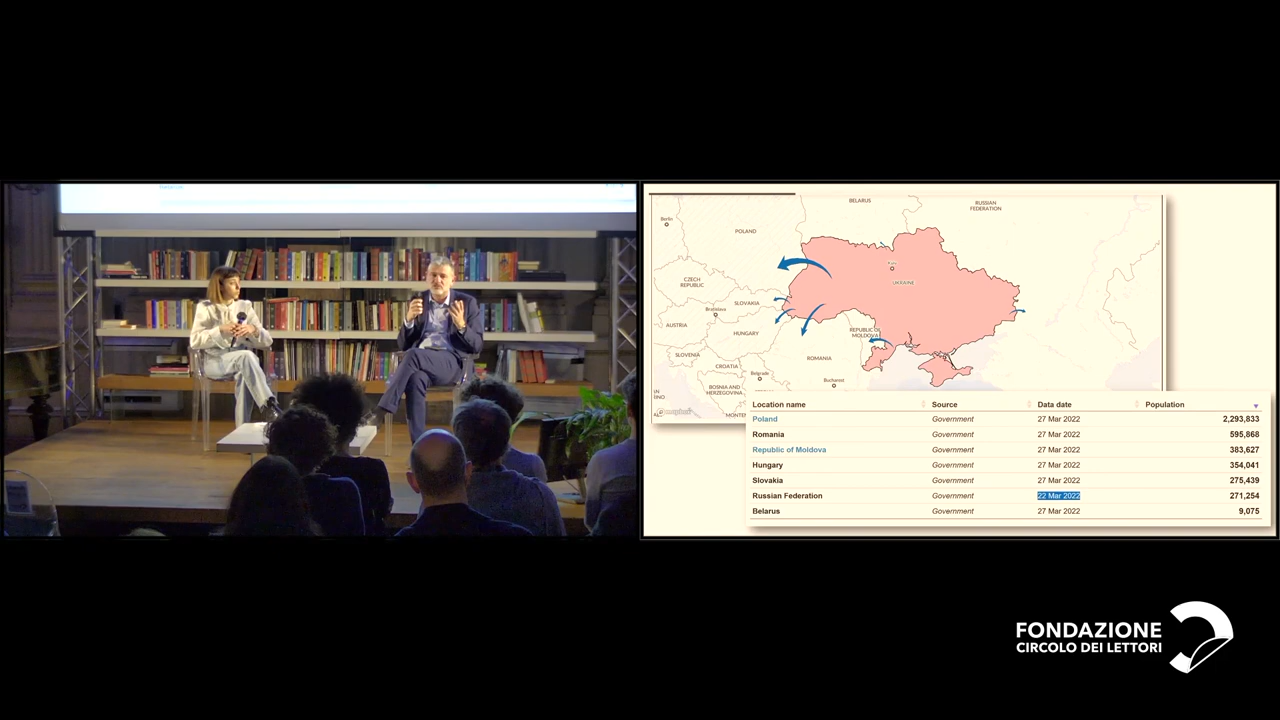 BELARUS
RUSSIAN
FEDERATION
Berlin
POLAND
Kyiv
CZECH
REPUBLIC
UKRAINE
SLOVAKIA
Bratislava
AUSTRIA
HUNGARY
REPUBLIC OF
MOLDOVA
SLOVENIA
ROMANIA
CROATIA
Belgrade
Bucharest
BOSNIA AND
HERZEGOVINA
mapbox
Location name Source Data date Population
Poland Government 27 Mar 2022 2,293,833
Romania Government 27 Mar 2022 595,868
Republic of Moldova Government 27 Mar 2022 383,627
Hungary Government 27 Mar 2022 354,041
Slovakia Government 27 Mar 2022 275,439
Russian Federation Government 22 Mar 2022 271,254
Belarus Government 27 Mar 2022 9,075
FONDAZIONE
CIRCOLO DEI LETTORI